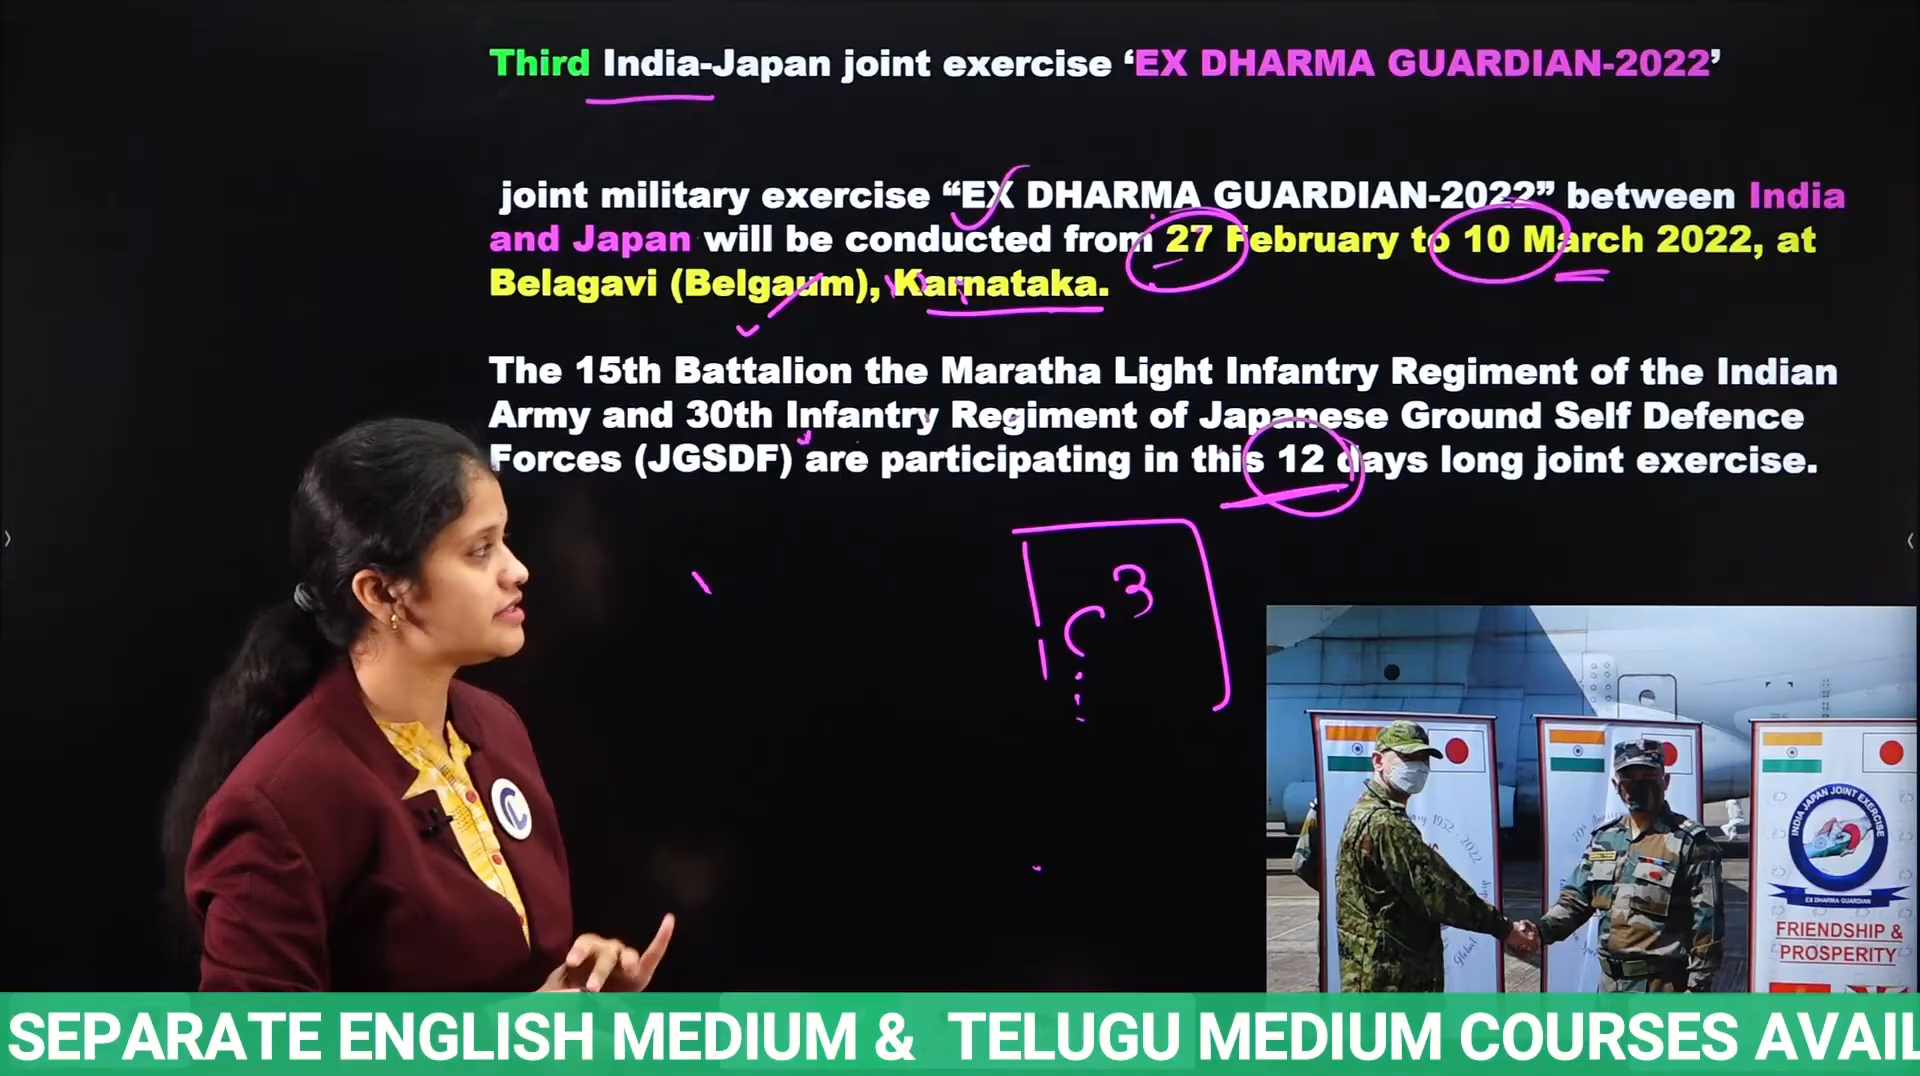 Third India-Japan joint exercise ‘EX DHARMA GUARDIAN-2022’
joint military exercise “EX DHARMA GUARDIAN-2022” between India
and Japan will be conducted from 27 February to 10 March 2022, at
Belagavi (Belgaum), Karnataka.
The 15th Battalion the Maratha Light Infantry Regiment of the Indian
Army and 30th Infantry Regiment of Japanese Ground Self Defence
Forces (JGSDF) are participating in this 12 days long joint exercise.
3
1952 - 2022
INDIA JAPAN JOINT EXERCISE
EX DHARMA GUARDIAN
FRIENDSHIP &
PROSPERITY
Global
SEPARATE ENGLISH MEDIUM & TELUGU MEDIUM COURSES AVAIL